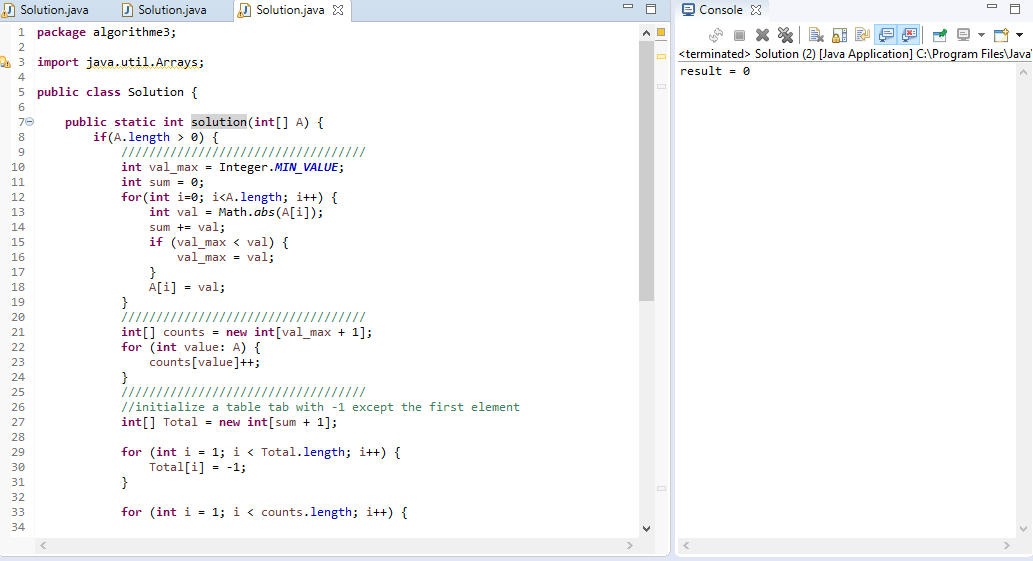 Solution.java Solution.java Solution.java
1 package algorithme3;
2
3 import java.util.Arrays;
4
5 public class Solution {
6
7 public static int solution(int[] A) {
8 if(A.length > 0) {
9 ///////////////////////////////////
10 int val_max = Integer.MIN_VALUE;
11 int sum = 0;
12 for(int i=0; i<A.length; i++) {
13 int val = Math.abs(A[i]);
14 sum += val;
15 if (val_max < val) {
16 val_max = val;
17 }
18 A[i] = val;
19 }
20 ///////////////////////////////////
21 int[] counts = new int[val_max + 1];
22 for (int value: A) {
23 counts[value]++;
24 }
25 ///////////////////////////////////
26 //initialize a table tab with -1 except the first element
27 int[] Total = new int[sum + 1];
28
29 for (int i = 1; i < Total.length; i++) {
30 Total[i] = -1;
31 }
32
33 for (int i = 1; i < counts.length; i++) {
34
Console
<terminated> Solution (2) [Java Application] C:\Program Files\Java\
result = 0